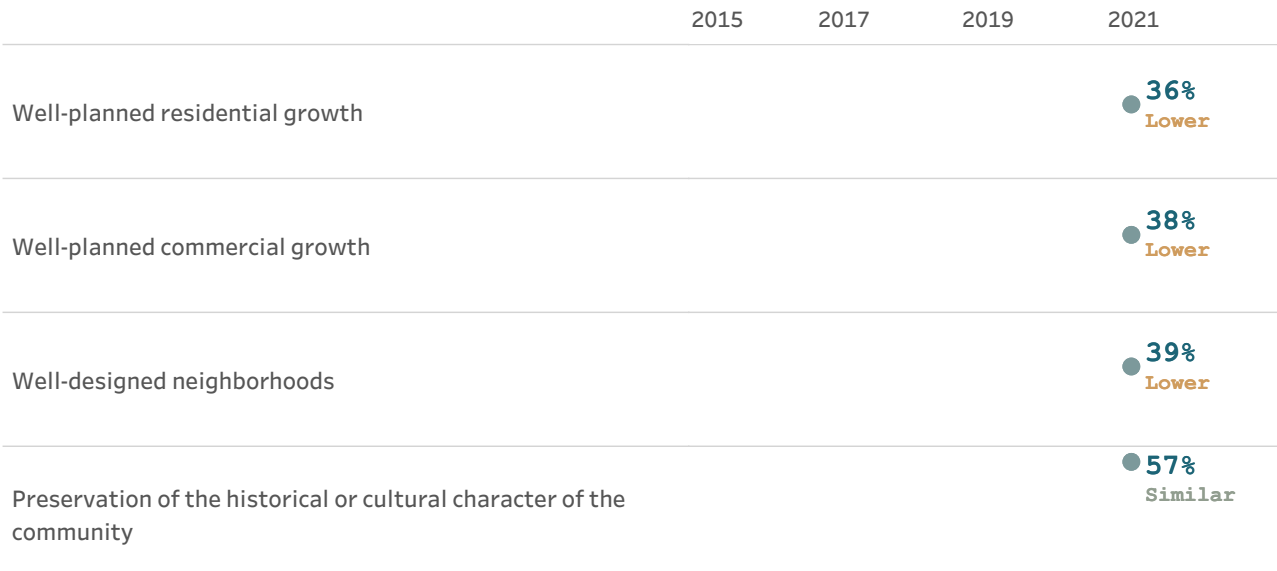 2015 2017 2019 2021
36%
Well-planned residential growth
Lower
38%
Well-planned commercial growth
Lower
39%
Well-designed neighborhoods
Lower
57%
Similar
Preservation of the historical or cultural character of the
community